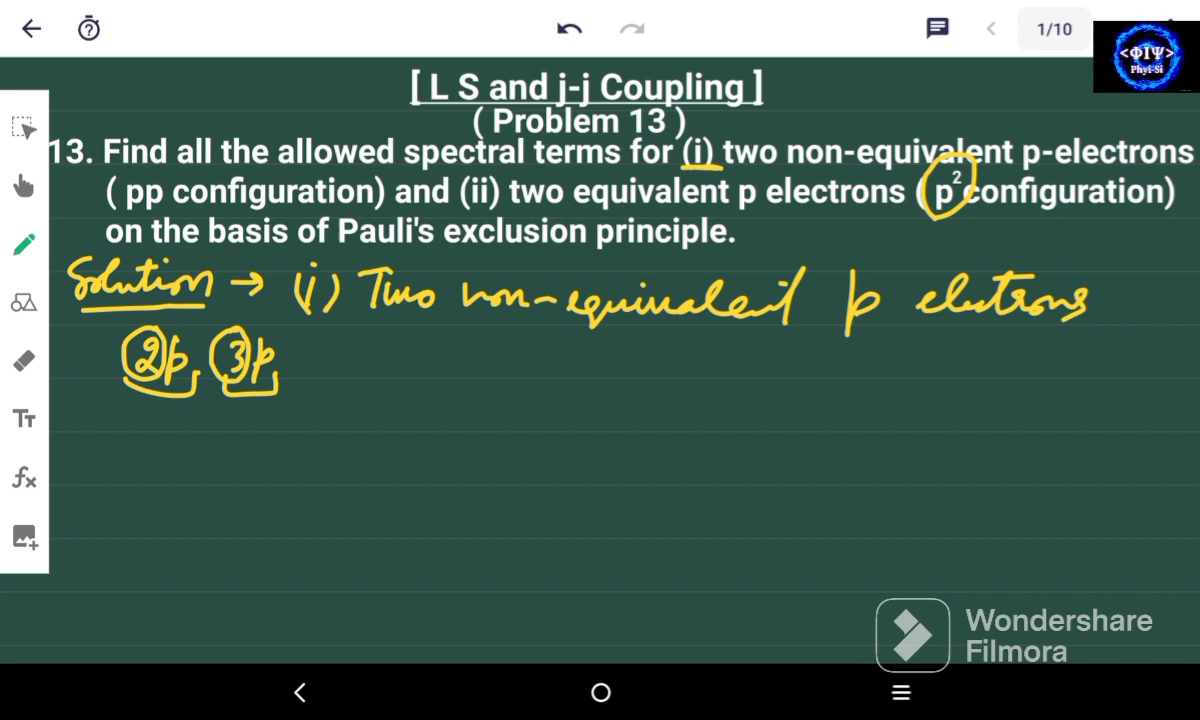 1/10
<ΦIΨ>
Phyi-Si
[ L S and j-j Coupling ]
( Problem 13 )
13. Find all the allowed spectral terms for (i) two non-equivalent p-electrons
( pp configuration) and (ii) two equivalent p electrons ( p² configuration)
on the basis of Pauli's exclusion principle.
Solution → (i) Two non-equivalent p electrons
2p, 3p,
Tт
fx
Wondershare
Filmora